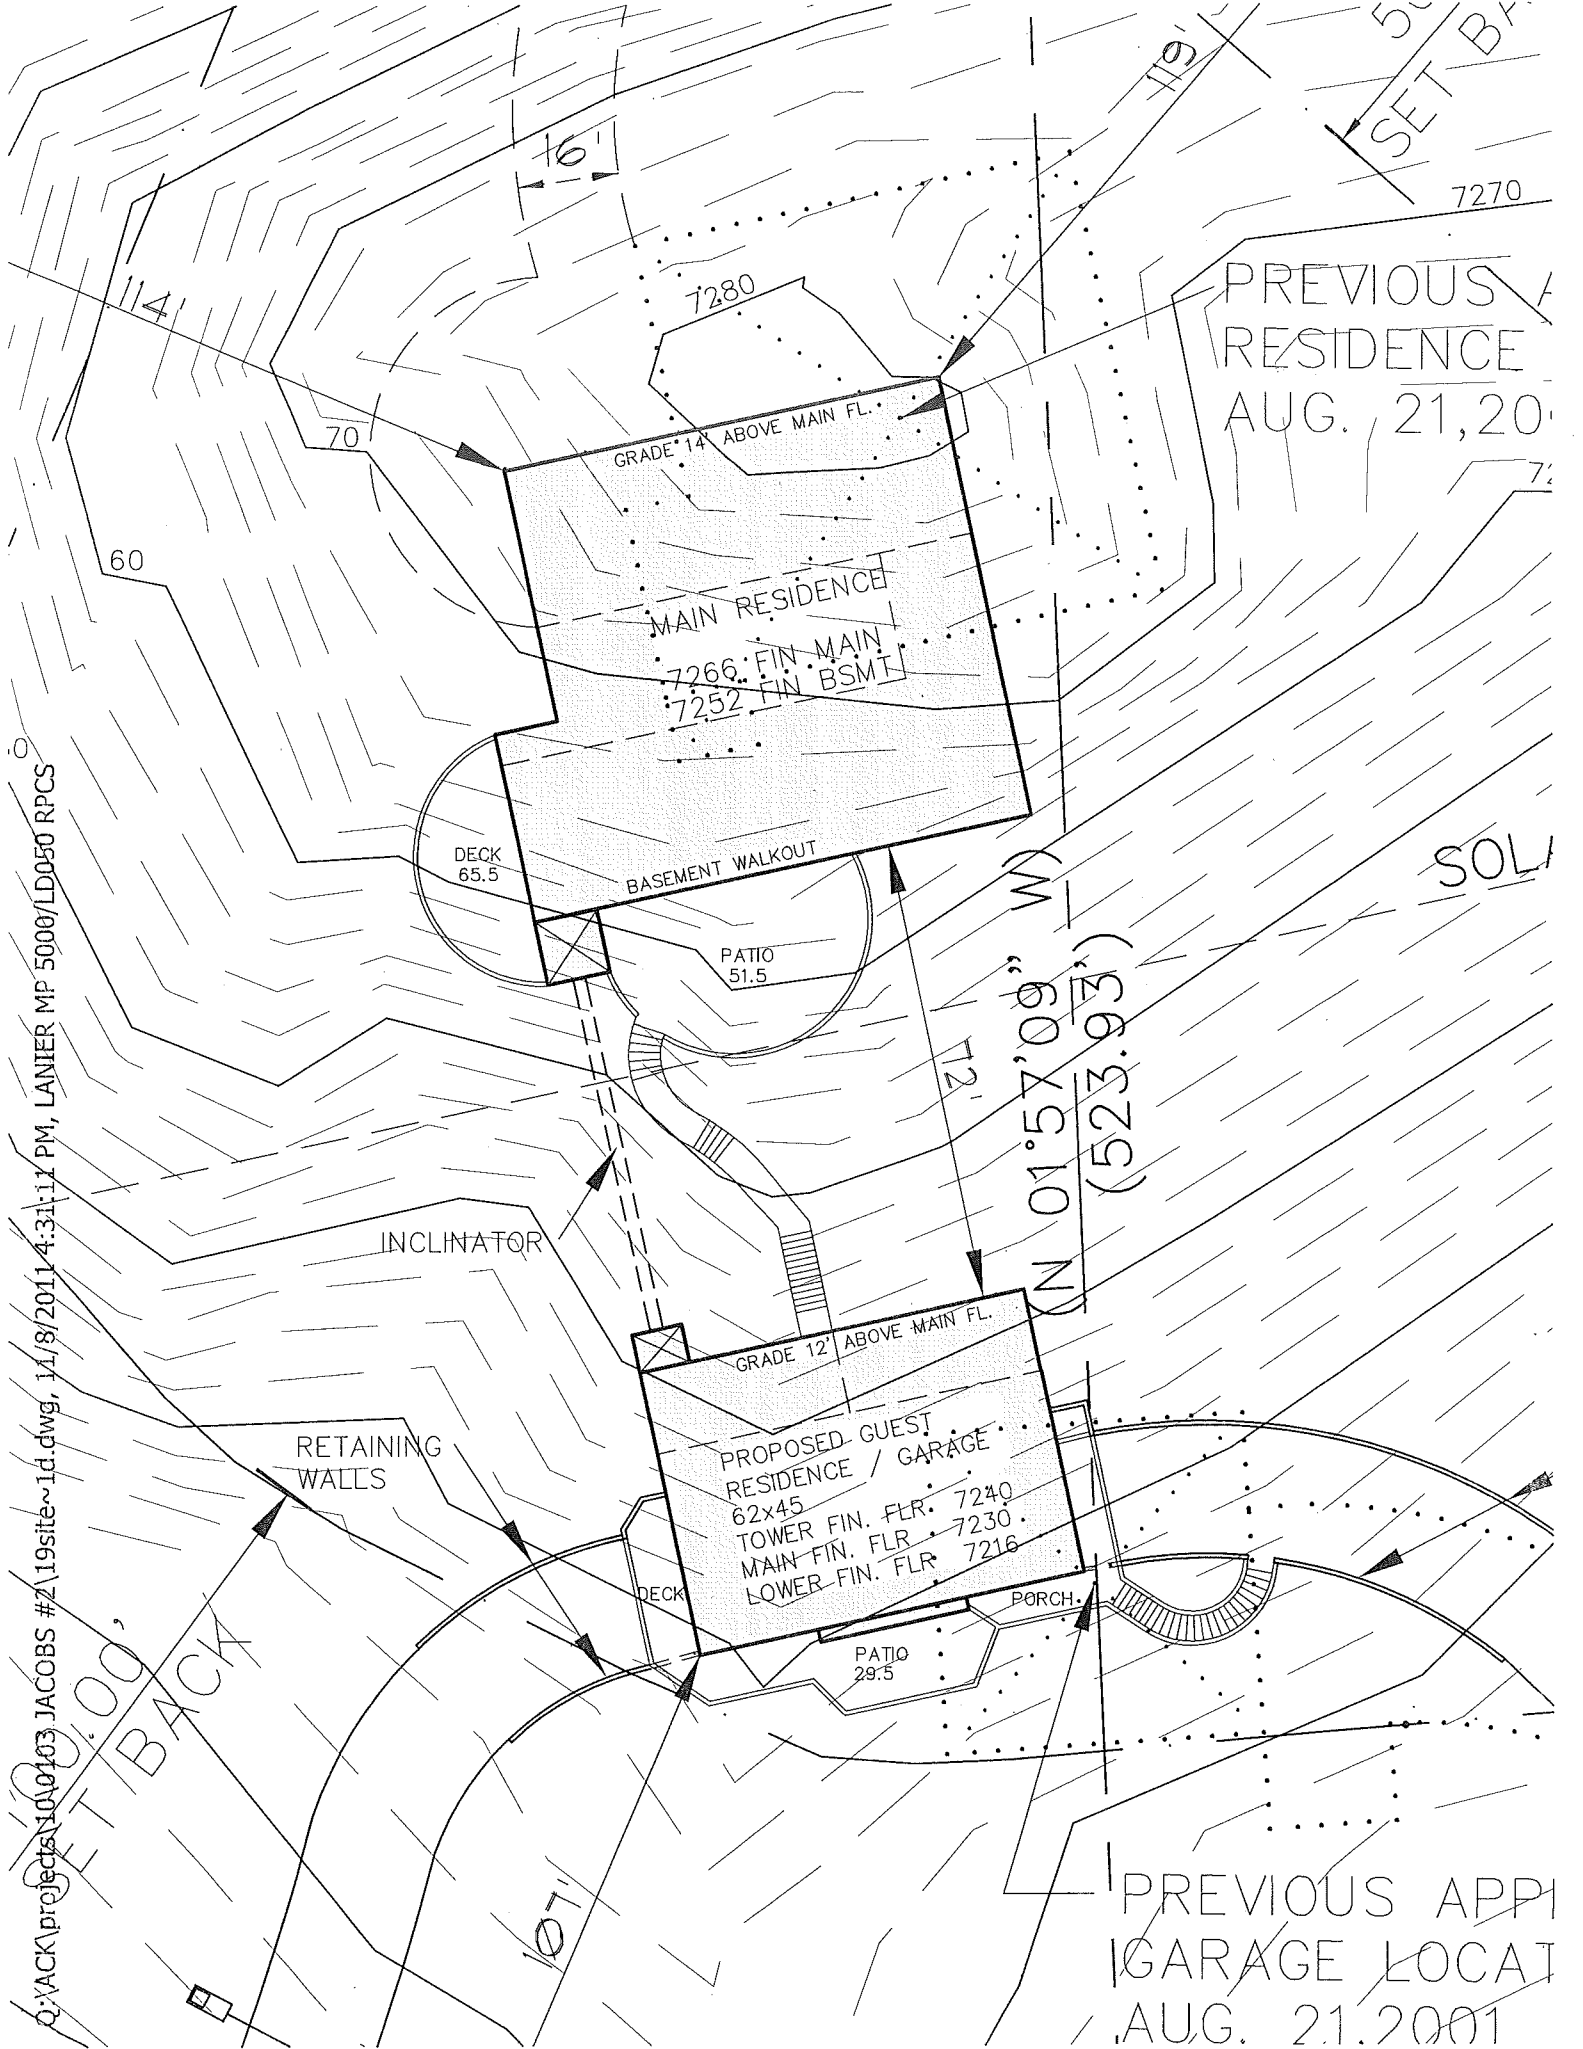 119'
SET BA
16'
7270
114'
7280
PREVIOUS A
RESIDENCE
AUG. 21,20
70
GRADE 14' ABOVE MAIN FL.
72
60
MAIN RESIDENCE
7266 FIN MAIN
7252 FIN BSMT
DECK
65.5
BASEMENT WALKOUT
SOLA
PATIO
51.5
72'
(N 01°57'09" W)
(523.93')
INCLINATOR
GRADE 12' ABOVE MAIN FL.
RETAINING
WALLS
PROPOSED GUEST
RESIDENCE / GARAGE
62x45
TOWER FIN. FLR. 7240
MAIN FIN. FLR 7230
LOWER FIN. FLR 7216
DECK
PORCH
PATIO
29.5
SET BACK
107'
PREVIOUS APP
GARAGE LOCAT
AUG. 21.2001
Q:\ACK\projects\10\0103 JACOBS #2\19site~1d.dwg, 11/8/2011 4:31:11 PM, LANIER MP 5000/LD050 RPCS